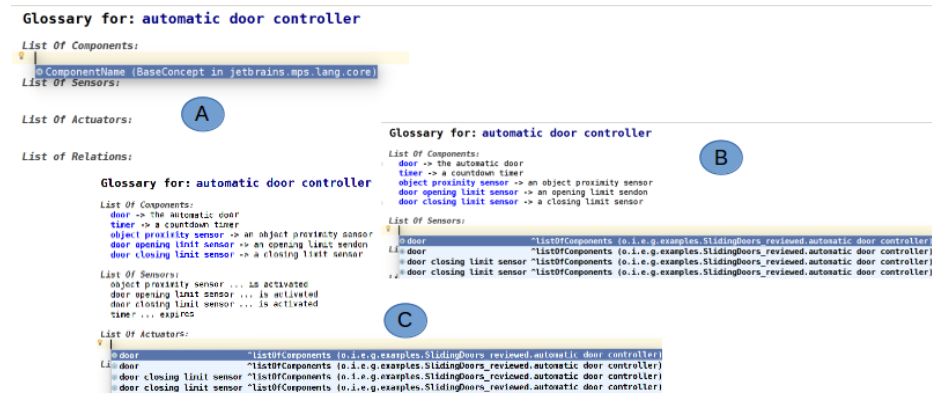 Glossary for: automatic door controller
List Of Components:
ComponentName (BaseConcept in jetbrains.mps.lang.core)
List Of Sensors:
A
List Of Actuators:
List of Relations:
Glossary for: automatic door controller
B
List Of Components:
door -> the automatic door
timer -> a countdown timer
object proximity sensor -> an object proximity sensor
door opening limit sensor -> an opening limit sendon
door closing limit sensor -> a closing limit sensor
List Of Sensors:
door ^listOfComponents (o.i.e.g.examples.SlidingDoors_reviewed.automatic door controller)
door ^listOfComponents (o.i.e.g.examples.SlidingDoors_reviewed.automatic door controller)
door closing limit sensor ^listOfComponents (o.i.e.g.examples.SlidingDoors_reviewed.automatic door controller)
door closing limit sensor ^listOfComponents (o.i.e.g.examples.SlidingDoors_reviewed.automatic door controller)
Glossary for: automatic door controller
List Of Components:
door -> the automatic door
timer -> a countdown timer
object proximity sensor -> an object proximity sensor
door opening limit sensor -> an opening limit sendon
door closing limit sensor -> a closing limit sensor
List Of Sensors:
object proximity sensor ... is activated
door opening limit sensor ... is activated
door closing limit sensor ... is activated
timer ... expires
C
List Of Actuators:
door ^listOfComponents (o.i.e.g.examples.SlidingDoors_reviewed.automatic door controller)
Li door ^listOfComponents (o.i.e.g.examples.SlidingDoors_reviewed.automatic door controller)
door closing limit sensor ^listOfComponents (o.i.e.g.examples.SlidingDoors_reviewed.automatic door controller)
door closing limit sensor ^listOfComponents (o.i.e.g.examples.SlidingDoors_reviewed.automatic door controller)